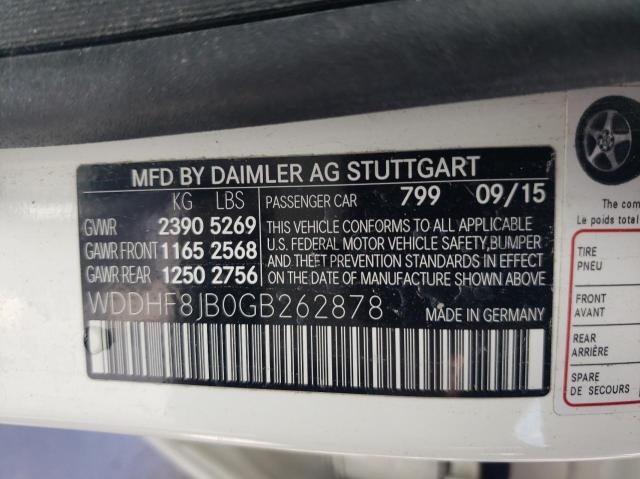 MFD BY DAIMLER AG STUTTGART
KG LBS
GVWR 2390 5269
GAWR FRONT 1165 2568
GAWR REAR 1250 2756
PASSENGER CAR 799 09/15
THIS VEHICLE CONFORMS TO ALL APPLICABLE
U.S. FEDERAL MOTOR VEHICLE SAFETY,BUMPER
AND THEFT PREVENTION STANDARDS IN EFFECT
ON THE DATE OF MANUFACTURE SHOWN ABOVE.
WDDHF8JB0GB262878
MADE IN GERMANY
The com
Le poids total
TIRE
PNEU
FRONT
AVANT
REAR
ARRIÈRE
SPARE
DE SECOURS